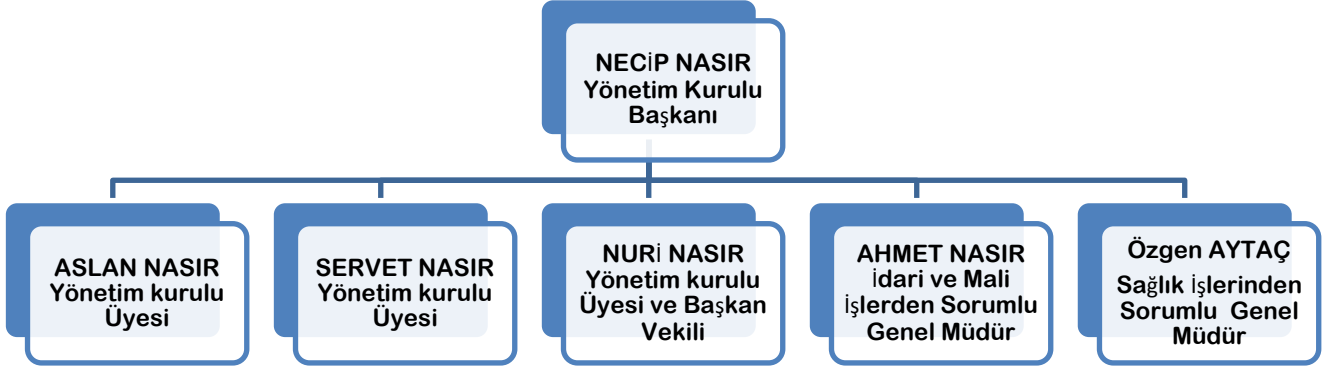 NECİP NASIR
Yönetim Kurulu
Başkanı
ASLAN NASIR
Yönetim kurulu
Üyesi
SERVET NASIR
Yönetim kurulu
Üyesi
NURİ NASIR
Yönetim kurulu
Üyesi ve Başkan
Vekili
AHMET NASIR
İdari ve Mali
İşlerden Sorumlu
Genel Müdür
Özgen AYTAÇ
Sağlık İşlerinden
Sorumlu Genel
Müdür